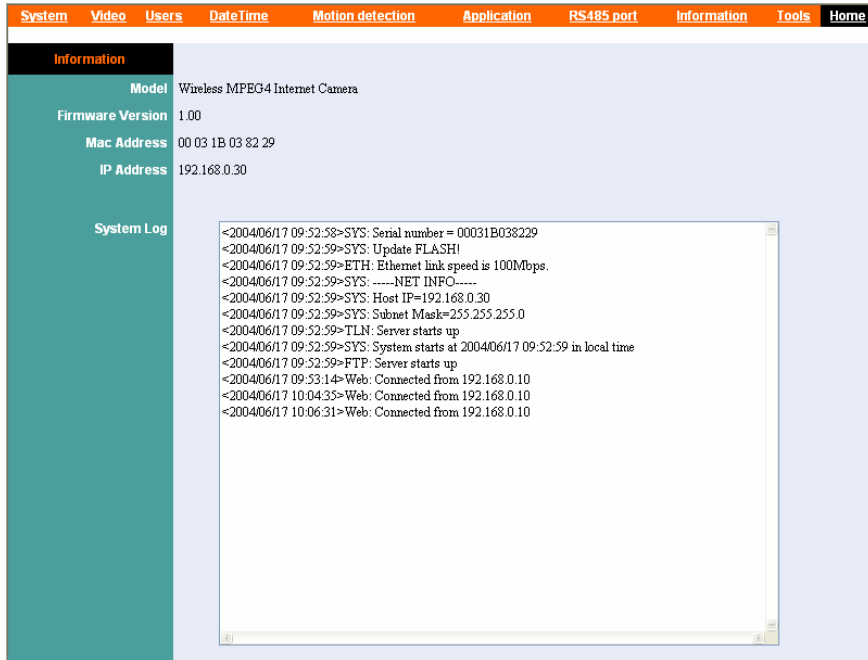 System Video Users DateTime Motion detection Application RS485 port Information Tools Home
Information
Model Wireless MPEG4 Internet Camera
Firmware Version 1.00
Mac Address 00 03 1B 03 82 29
IP Address 192.168.0.30
System Log
<2004/06/17 09:52:58>SYS: Serial number = 00031B038229
<2004/06/17 09:52:59>SYS: Update FLASH!
<2004/06/17 09:52:59>ETH: Ethernet link speed is 100Mbps.
<2004/06/17 09:52:59>SYS: -----NET INFO-----
<2004/06/17 09:52:59>SYS: Host IP=192.168.0.30
<2004/06/17 09:52:59>SYS: Subnet Mask=255.255.255.0
<2004/06/17 09:52:59>TLN: Server starts up
<2004/06/17 09:52:59>SYS: System starts at 2004/06/17 09:52:59 in local time
<2004/06/17 09:52:59>FTP: Server starts up
<2004/06/17 09:53:14>Web: Connected from 192.168.0.10
<2004/06/17 10:04:35>Web: Connected from 192.168.0.10
<2004/06/17 10:06:31>Web: Connected from 192.168.0.10